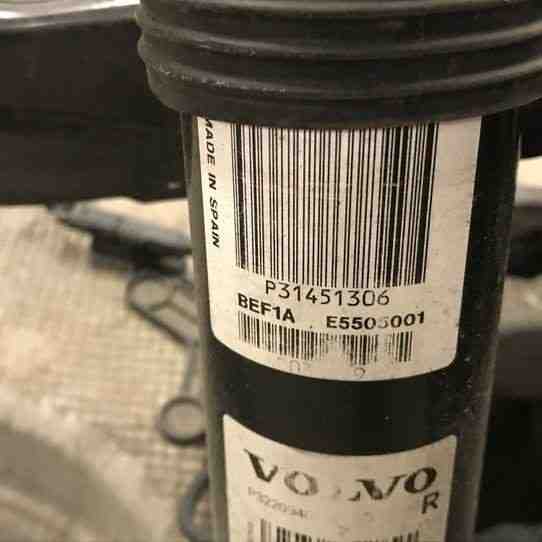 MADE IN SPAIN
P31451306
BEF1A E5505001
VOLVO
R